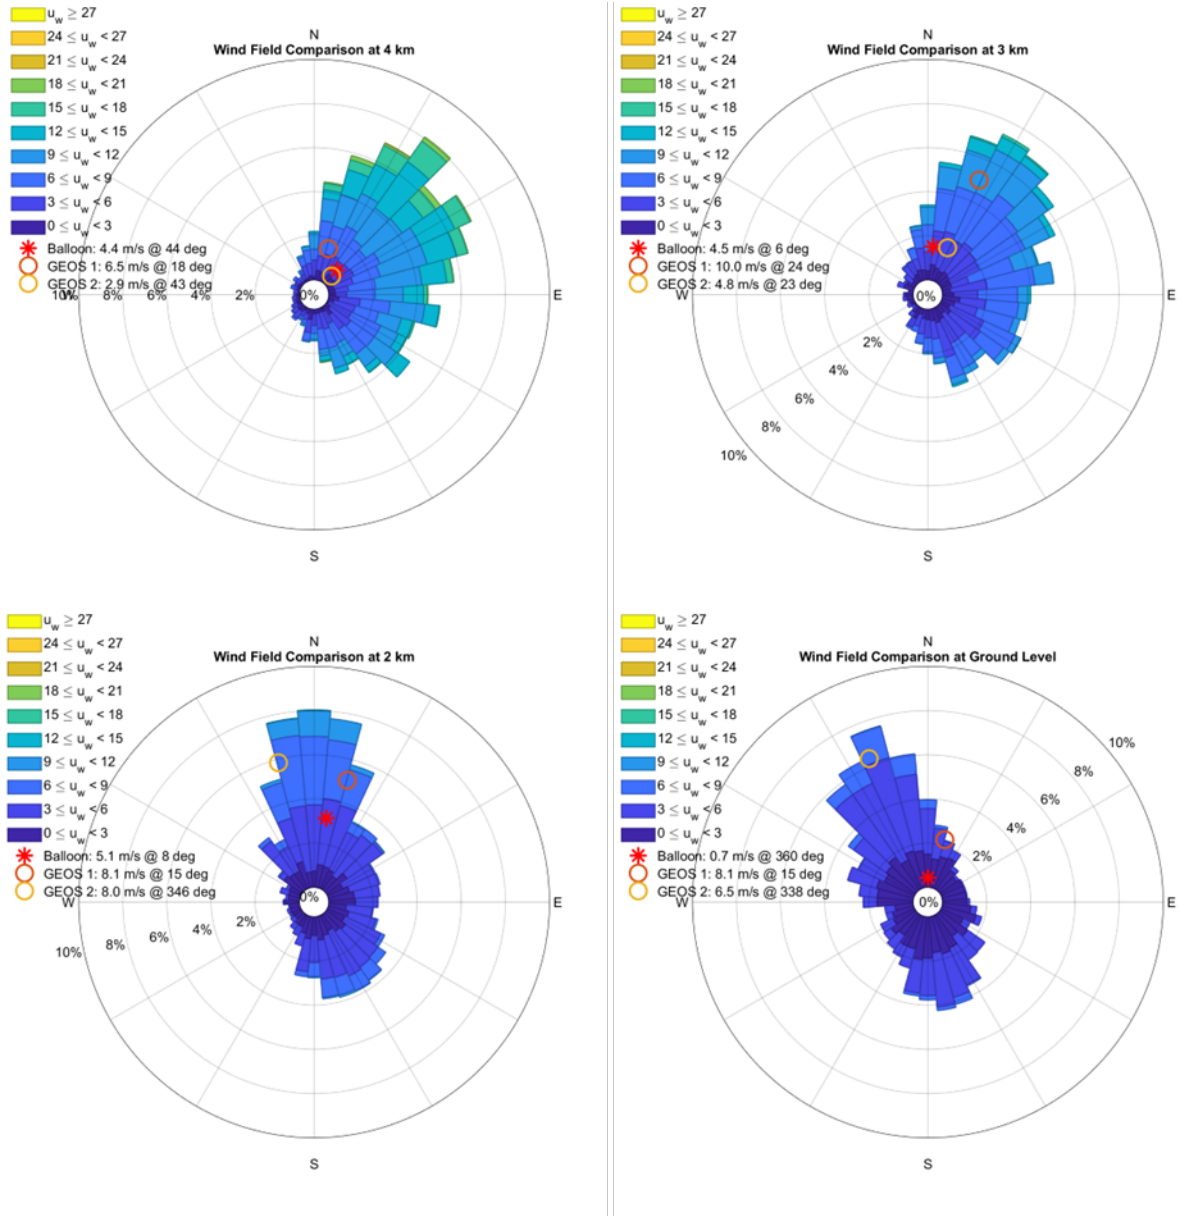 u_w ≥ 27
24 ≤ u_w < 27
21 ≤ u_w < 24
18 ≤ u_w < 21
15 ≤ u_w < 18
12 ≤ u_w < 15
9 ≤ u_w < 12
6 ≤ u_w < 9
3 ≤ u_w < 6
0 ≤ u_w < 3
Balloon: 4.4 m/s @ 44 deg
GEOS 1: 6.5 m/s @ 18 deg
GEOS 2: 2.9 m/s @ 43 deg
N
Wind Field Comparison at 4 km
W
10% 8% 6% 4% 2% 0%
S
E
u_w ≥ 27
24 ≤ u_w < 27
21 ≤ u_w < 24
18 ≤ u_w < 21
15 ≤ u_w < 18
12 ≤ u_w < 15
9 ≤ u_w < 12
6 ≤ u_w < 9
3 ≤ u_w < 6
0 ≤ u_w < 3
Balloon: 4.5 m/s @ 6 deg
GEOS 1: 10.0 m/s @ 24 deg
GEOS 2: 4.8 m/s @ 23 deg
N
Wind Field Comparison at 3 km
W
0%
E
2%
4%
6%
8%
10%
S
u_w ≥ 27
24 ≤ u_w < 27
21 ≤ u_w < 24
18 ≤ u_w < 21
15 ≤ u_w < 18
12 ≤ u_w < 15
9 ≤ u_w < 12
6 ≤ u_w < 9
3 ≤ u_w < 6
0 ≤ u_w < 3
Balloon: 5.1 m/s @ 8 deg
GEOS 1: 8.1 m/s @ 15 deg
GEOS 2: 8.0 m/s @ 346 deg
N
Wind Field Comparison at 2 km
W
0%
E
2%
4%
6%
8%
10%
S
u_w ≥ 27
24 ≤ u_w < 27
21 ≤ u_w < 24
18 ≤ u_w < 21
15 ≤ u_w < 18
12 ≤ u_w < 15
9 ≤ u_w < 12
6 ≤ u_w < 9
3 ≤ u_w < 6
0 ≤ u_w < 3
Balloon: 0.7 m/s @ 360 deg
GEOS 1: 8.1 m/s @ 15 deg
GEOS 2: 6.5 m/s @ 338 deg
N
Wind Field Comparison at Ground Level
10%
8%
6%
4%
2%
W
0%
E
S